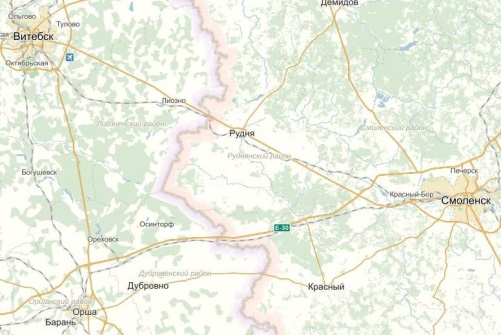 Демидов
Ольгово
Тулово
Витебск
Октябрьская
Лиозно
Лиозненский район
Рудня
Смоленский район
Руднянский район
Печерск
Богушевск
Красный Бор
Смоленск
Осинторф
E-30
Ореховск
Дубровенский район
Дубровно
Красный
Оршанский район
Орша
Барань